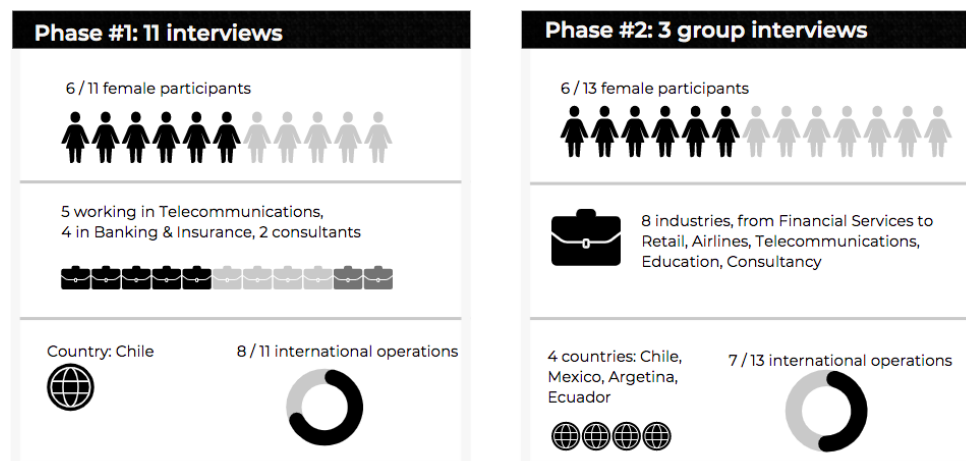 Phase #1: 11 interviews
6 / 11 female participants
5 working in Telecommunications,
4 in Banking & Insurance, 2 consultants
Country: Chile
8 / 11 international operations
Phase #2: 3 group interviews
6 / 13 female participants
8 industries, from Financial Services to
Retail, Airlines, Telecommunications,
Education, Consultancy
4 countries: Chile,
Mexico, Argetina,
Ecuador
7 / 13 international operations